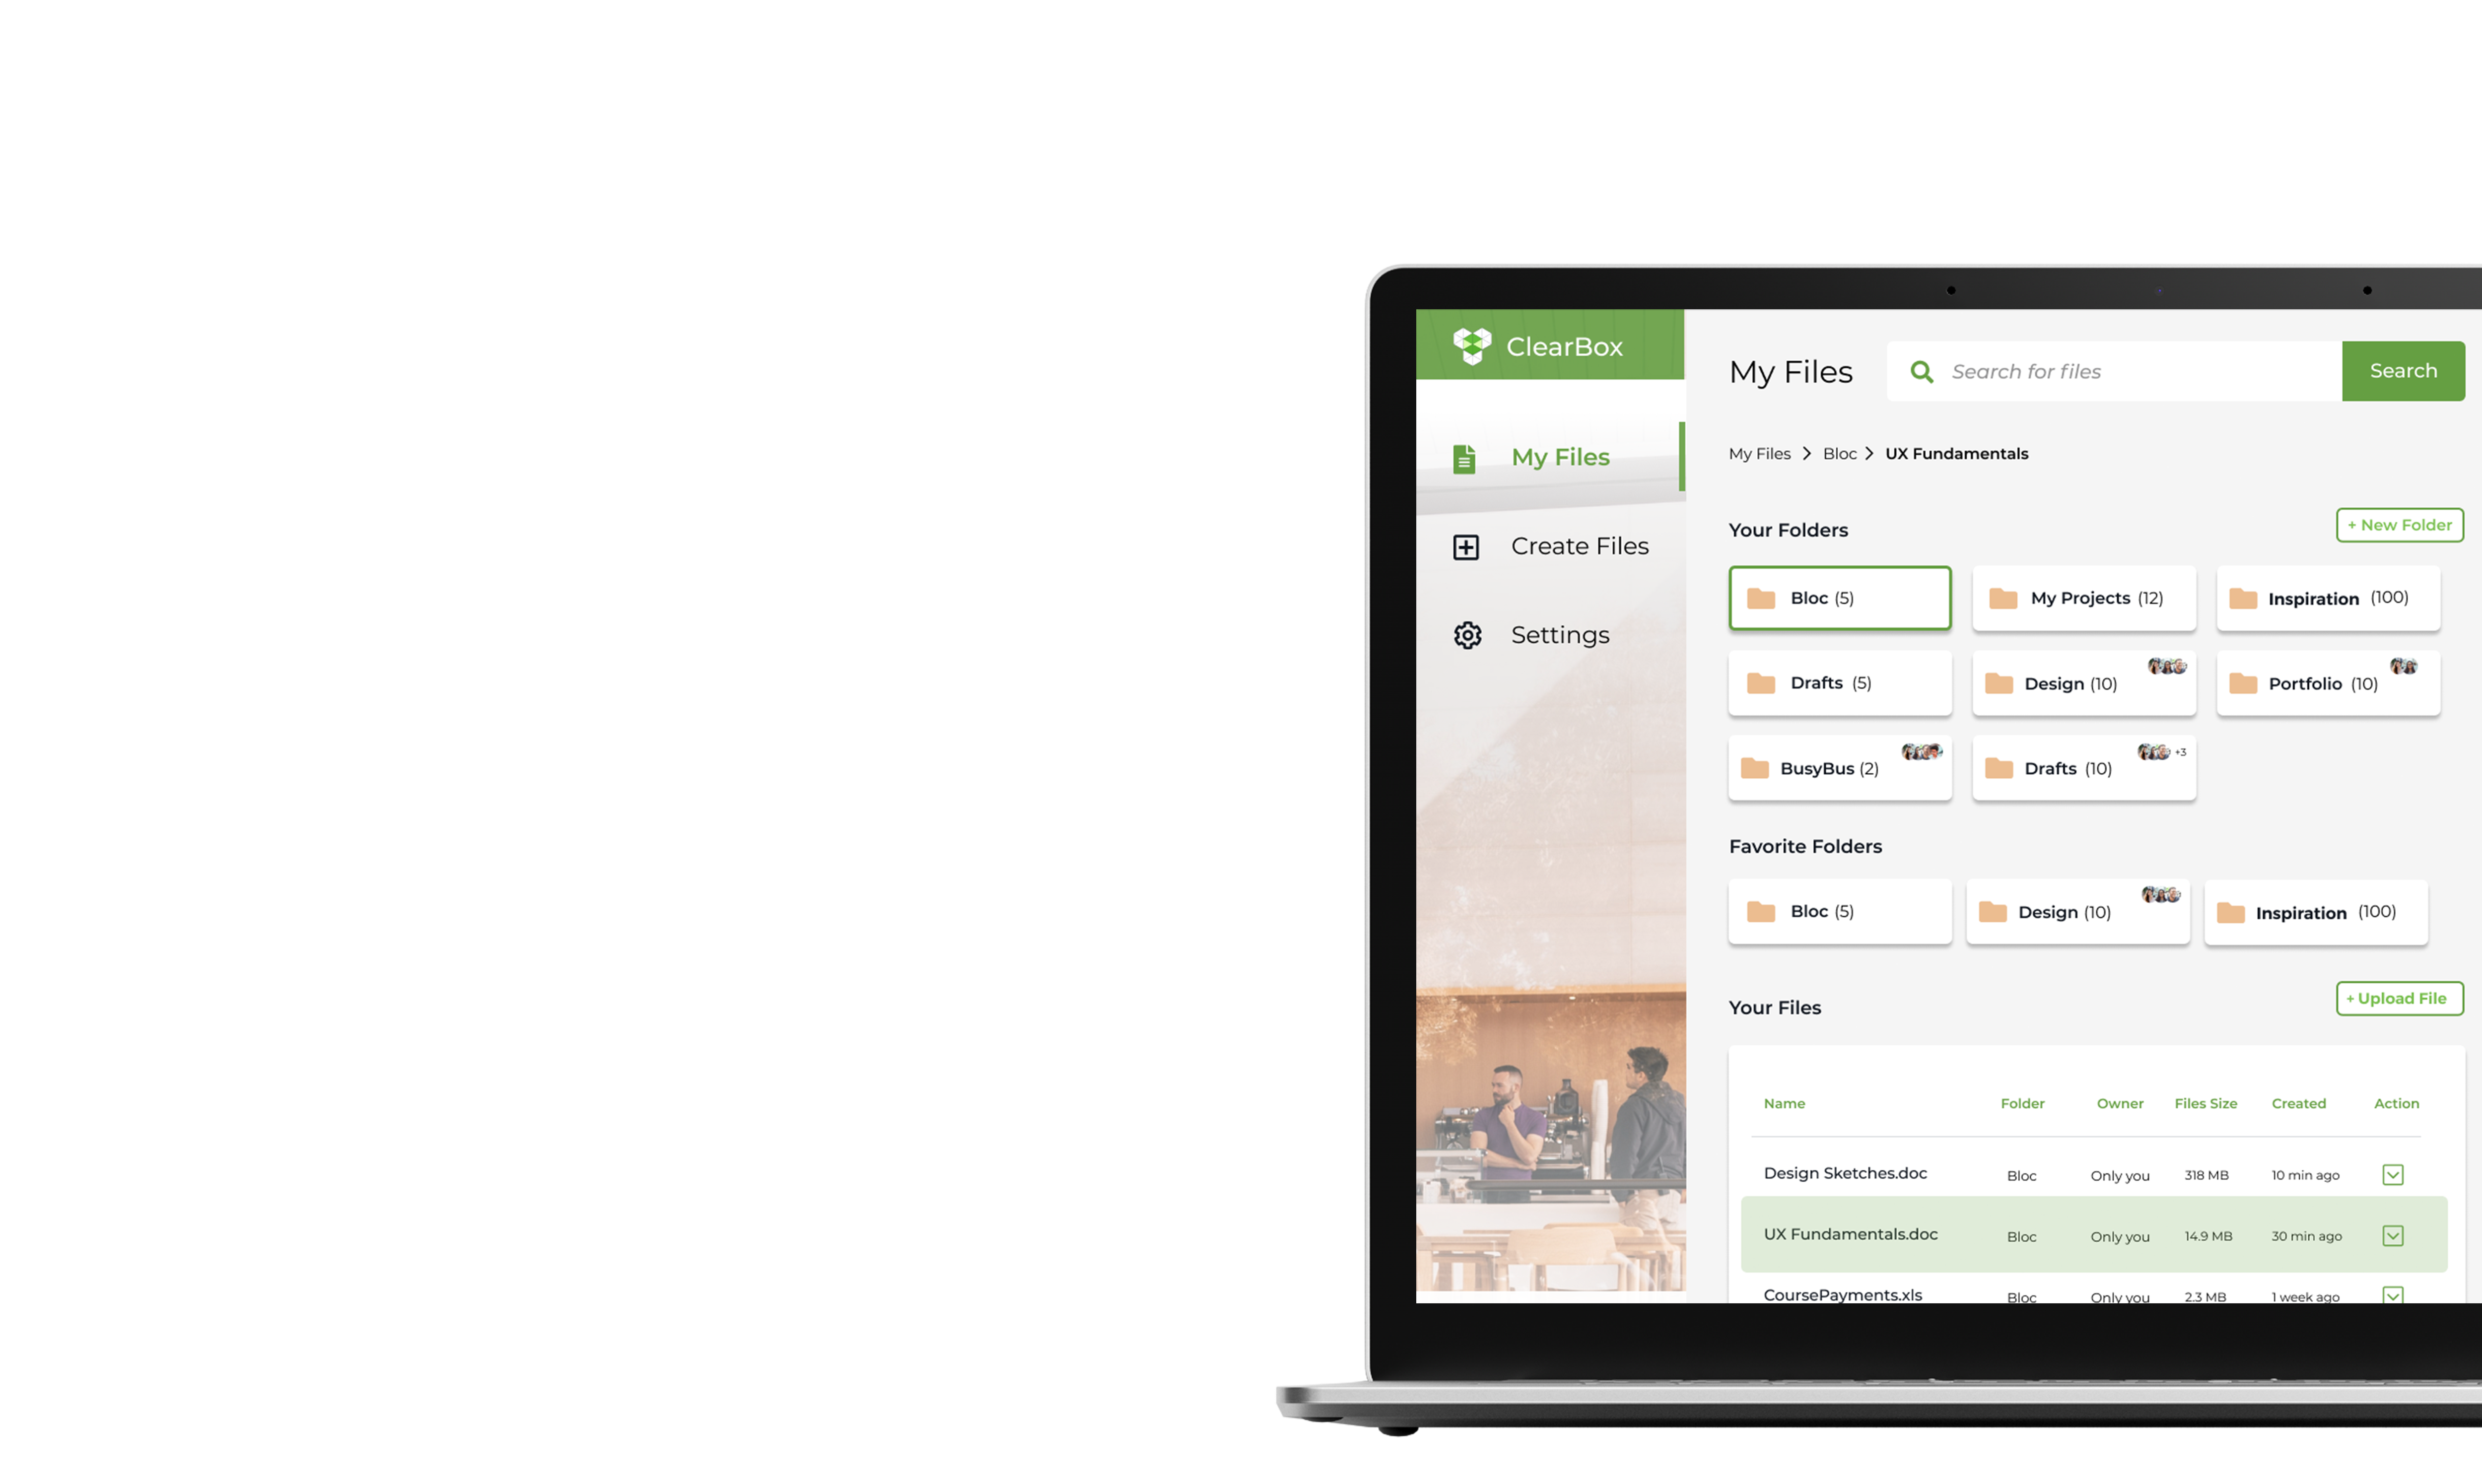 ClearBox
My Files
Create Files
Settings
My Files
Search for files
Search
My Files > Bloc > UX Fundamentals
Your Folders
+ New Folder
Bloc (5)
My Projects (12)
Inspiration (100)
Drafts (5)
Design (10)
Portfolio (10)
BusyBus (2)
Drafts (10)
+3
Favorite Folders
Bloc (5)
Design (10)
Inspiration (100)
Your Files
+ Upload File
Name Folder Owner Files Size Created Action
Design Sketches.doc Bloc Only you 318 MB 10 min ago
UX Fundamentals.doc Bloc Only you 14.9 MB 30 min ago
CoursePayments.xls Bloc Only you 2.3 MB 1 week ago